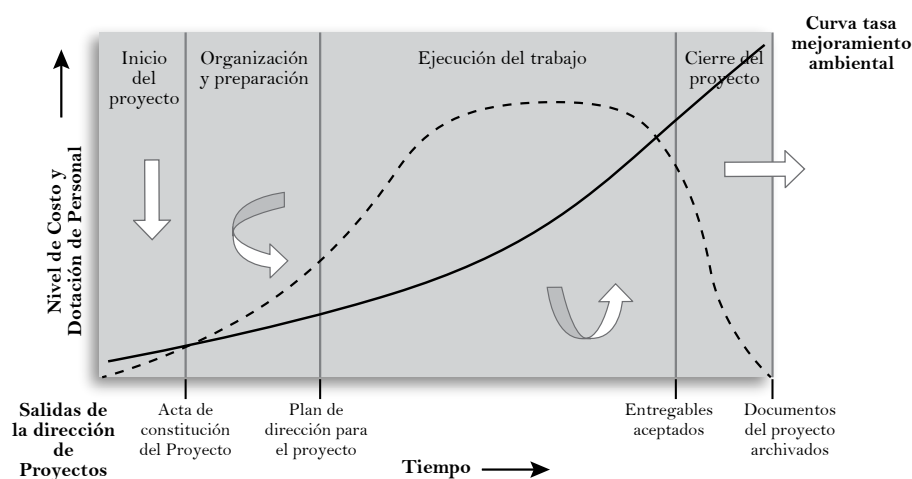 Curva tasa
mejoramiento
ambiental
Inicio
del
proyecto
Organización
y preparación
Ejecución del trabajo
Cierre del
proyecto
Nivel de Costo y
Dotación de Personal
Salidas de
la dirección
de
Proyectos
Acta de
constitución
del Proyecto
Plan de
dirección para
el proyecto
Entregables
aceptados
Documentos
del proyecto
archivados
Tiempo